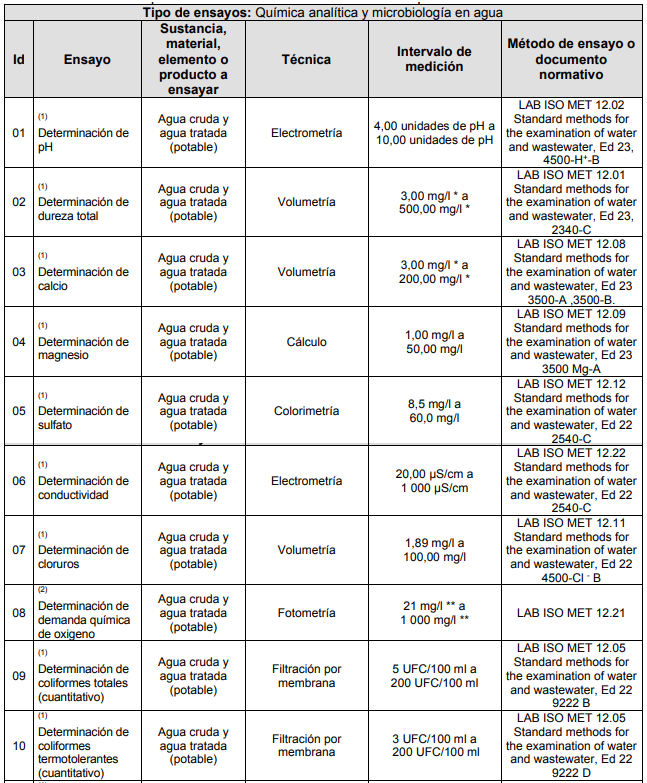 Tipo de ensayos: Química analítica y microbiología en agua
Id
Ensayo
Sustancia,
material,
elemento o
producto a
ensayar
Técnica
Intervalo de
medición
Método de ensayo o
documento
normativo
01
(1)
Determinación de
pH
Agua cruda y
agua tratada
(potable)
Electrometría
4,00 unidades de pH a
10,00 unidades de pH
LAB ISO MET 12.02
Standard methods for
the examination of water
and wastewater, Ed 23,
4500-H⁺-B
02
(1)
Determinación de
dureza total
Agua cruda y
agua tratada
(potable)
Volumetría
3,00 mg/l * a
500,00 mg/l *
LAB ISO MET 12.01
Standard methods for
the examination of water
and wastewater, Ed 23,
2340-C
03
(1)
Determinación de
calcio
Agua cruda y
agua tratada
(potable)
Volumetría
3,00 mg/l * a
200,00 mg/l *
LAB ISO MET 12.08
Standard methods for
the examination of water
and wastewater, Ed 23
3500-A ,3500-B.
04
(1)
Determinación de
magnesio
Agua cruda y
agua tratada
(potable)
Cálculo
1,00 mg/l a
50,00 mg/l
LAB ISO MET 12.09
Standard methods for
the examination of water
and wastewater, Ed 23
3500 Mg-A
05
(1)
Determinación de
sulfato
Agua cruda y
agua tratada
(potable)
Colorimetría
8,5 mg/l a
60,0 mg/l
LAB ISO MET 12.12
Standard methods for
the examination of water
and wastewater, Ed 22
2540-C
06
(1)
Determinación de
conductividad
Agua cruda y
agua tratada
(potable)
Electrometría
20,00 µS/cm a
1 000 µS/cm
LAB ISO MET 12.22
Standard methods for
the examination of water
and wastewater, Ed 22
2540-C
07
(1)
Determinación de
cloruros
Agua cruda y
agua tratada
(potable)
Volumetría
1,89 mg/l a
100,00 mg/l
LAB ISO MET 12.11
Standard methods for
the examination of water
and wastewater, Ed 22
4500-Cl ⁻ B
08
(2)
Determinación de
demanda química
de oxigeno
Agua cruda y
agua tratada
(potable)
Fotometría
21 mg/l ** a
1 000 mg/l **
LAB ISO MET 12.21
09
(1)
Determinación de
coliformes totales
(cuantitativo)
Agua cruda y
agua tratada
(potable)
Filtración por
membrana
5 UFC/100 ml a
200 UFC/100 ml
LAB ISO MET 12.05
Standard methods for
the examination of water
and wastewater, Ed 22
9222 B
10
(1)
Determinación de
coliformes
termotolerantes
(cuantitativo)
Agua cruda y
agua tratada
(potable)
Filtración por
membrana
3 UFC/100 ml a
200 UFC/100 ml
LAB ISO MET 12.05
Standard methods for
the examination of water
and wastewater, Ed 22
9222 D